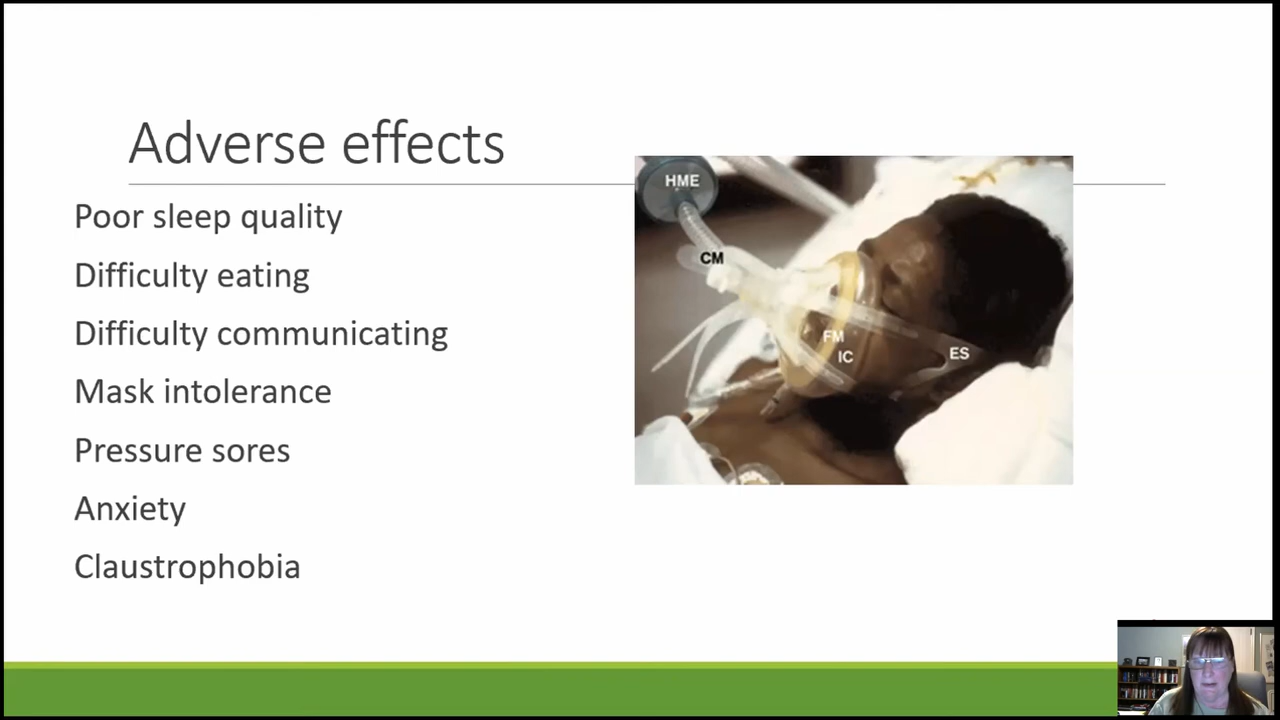 Adverse effects
Poor sleep quality
Difficulty eating
Difficulty communicating
Mask intolerance
Pressure sores
Anxiety
Claustrophobia
HME
CM
FM
IC
ES